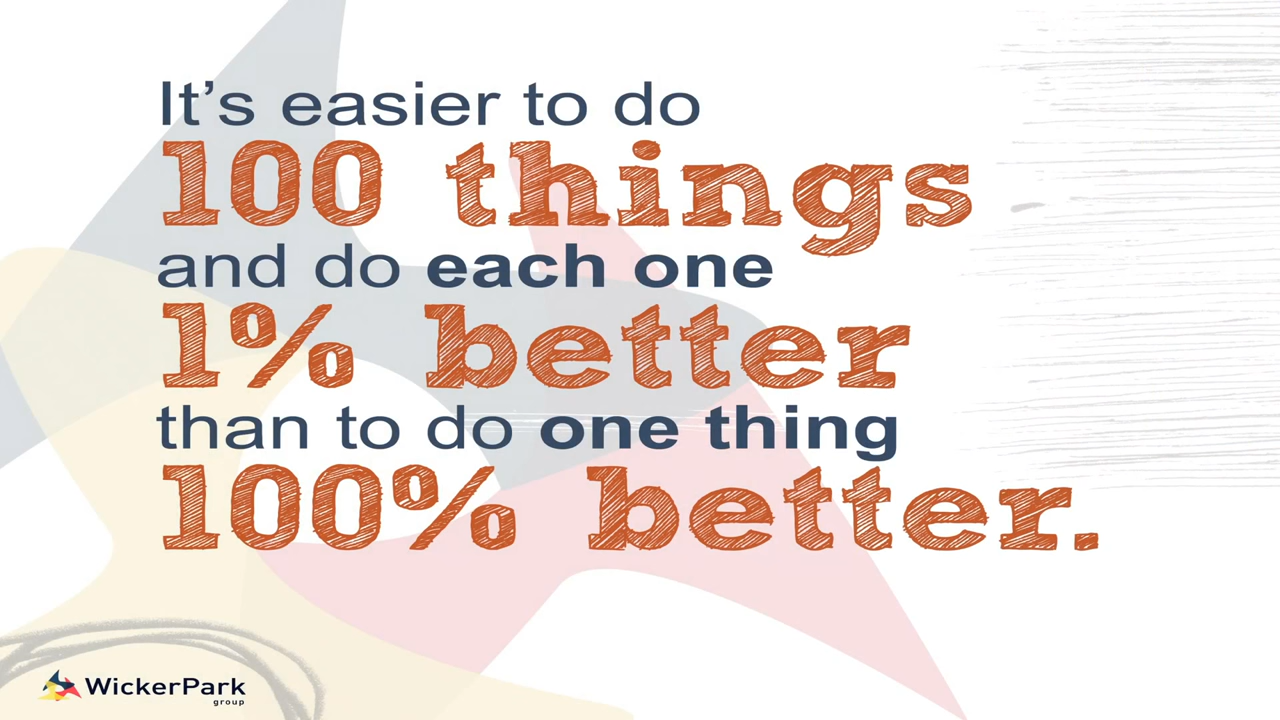 It's easier to do
100 things
and do each one
1% better
than to do one thing
100% better.
WickerPark
group